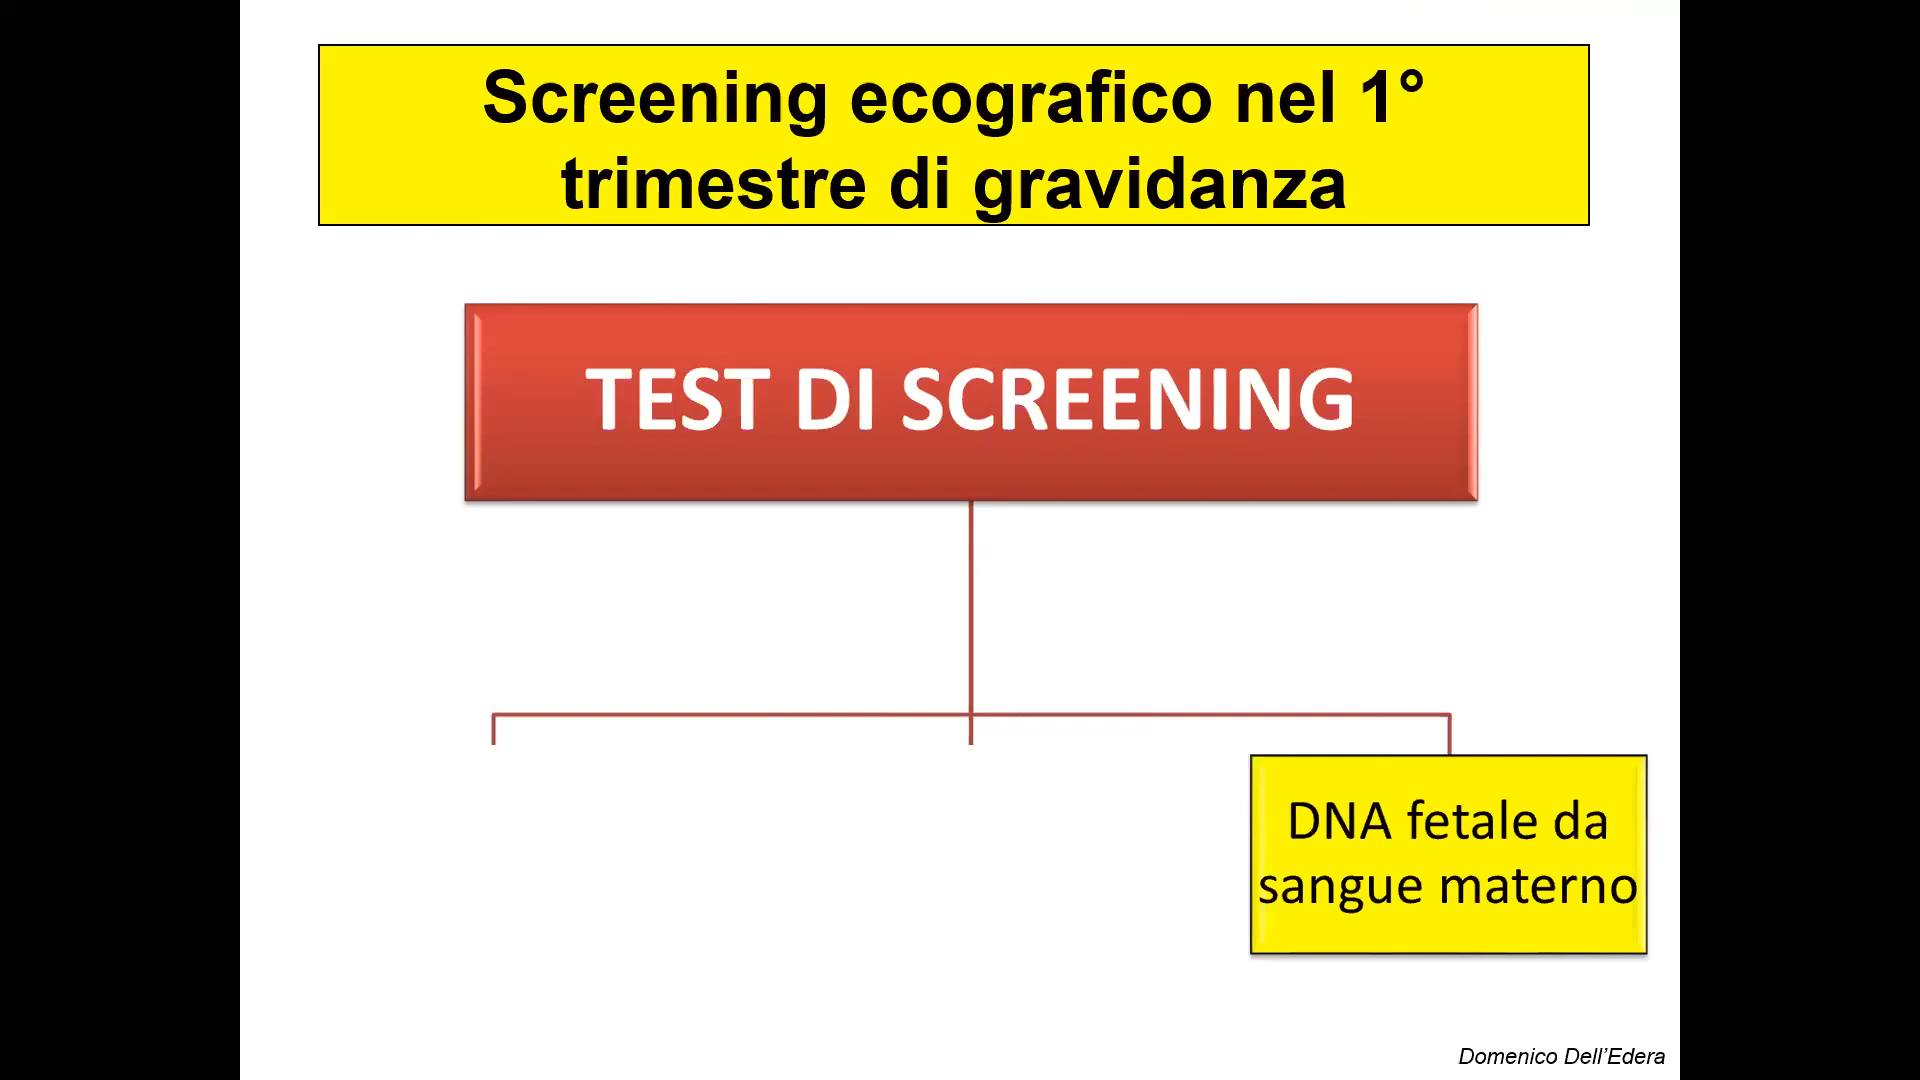 Screening ecografico nel 1°
trimestre di gravidanza
TEST DI SCREENING
DNA fetale da
sangue materno
Domenico Dell’Edera